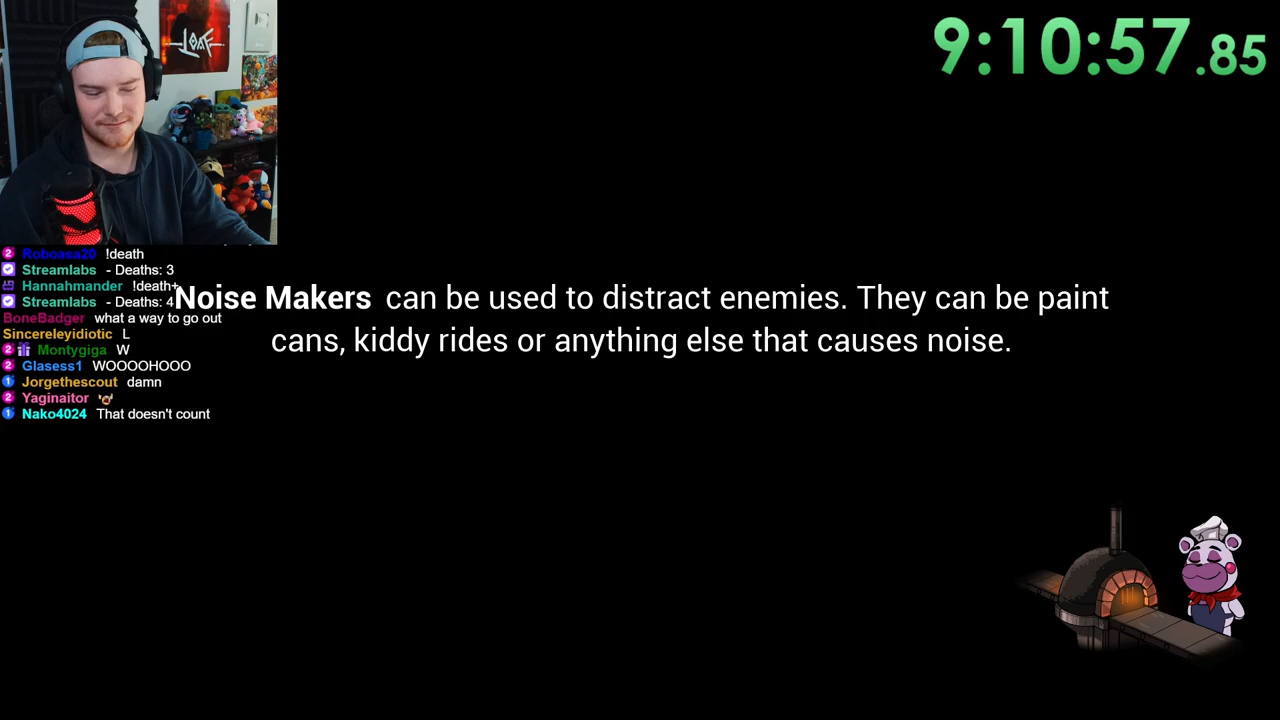 LOAF
9:10:57.85
Roboasa20 !death
Streamlabs - Deaths: 3
Hannahmander !death+
Streamlabs - Deaths: 4
BoneBadger what a way to go out
Sincereleyidiotic L
Montygiga W
Glasess1 WOOOOHOOO
Jorgethescout damn
Yaginaitor
Nako4024 That doesn't count
Noise Makers can be used to distract enemies. They can be paint
cans, kiddy rides or anything else that causes noise.